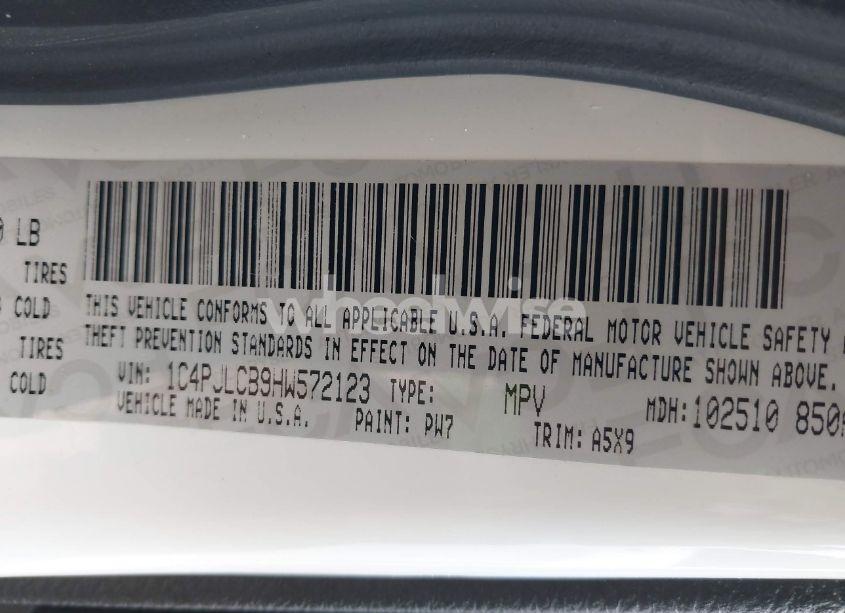 LB
TIRES
COLD
TIRES
COLD
THIS VEHICLE CONFORMS TO ALL APPLICABLE U.S.A. FEDERAL MOTOR VEHICLE SAFETY
THEFT PREVENTION STANDARDS IN EFFECT ON THE DATE OF MANUFACTURE SHOWN ABOVE.
VIN: 1C4PJLCB9HW572123 TYPE: MPV MDH:102510 850
VEHICLE MADE IN U.S.A. PAINT: PW7 TRIM: A5X9
wheelwise